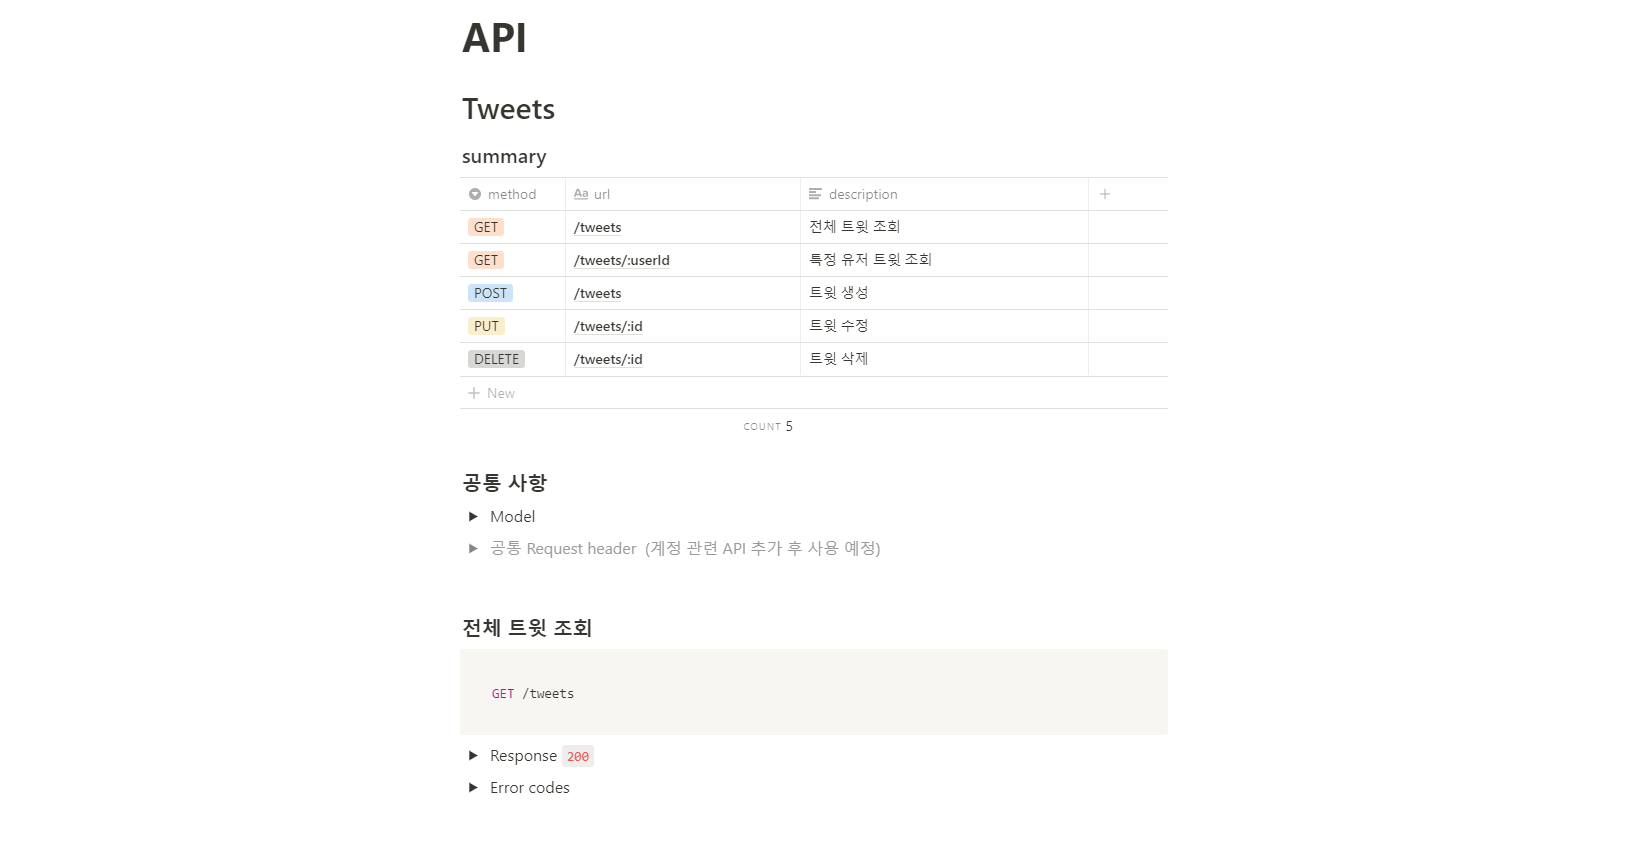 API
Tweets
summary
method Aa url description
GET /tweets 전체 트윗 조회
GET /tweets/:userId 특정 유저 트윗 조회
POST /tweets 트윗 생성
PUT /tweets/:id 트윗 수정
DELETE /tweets/:id 트윗 삭제
+ New
COUNT 5
공통 사항
Model
공통 Request header (계정 관련 API 추가 후 사용 예정)
전체 트윗 조회
GET /tweets
Response 200
Error codes